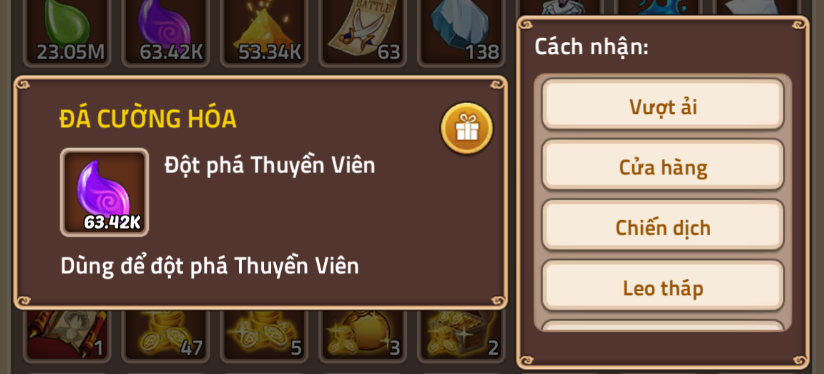 23.05M
63.42K
53.34K
BATTLE
63
138
ĐÁ CƯỜNG HÓA
63.42K
Đột phá Thuyền Viên
Dùng để đột phá Thuyền Viên
1
47
5
3
2
Cách nhận:
Vượt ải
Cửa hàng
Chiến dịch
Leo tháp